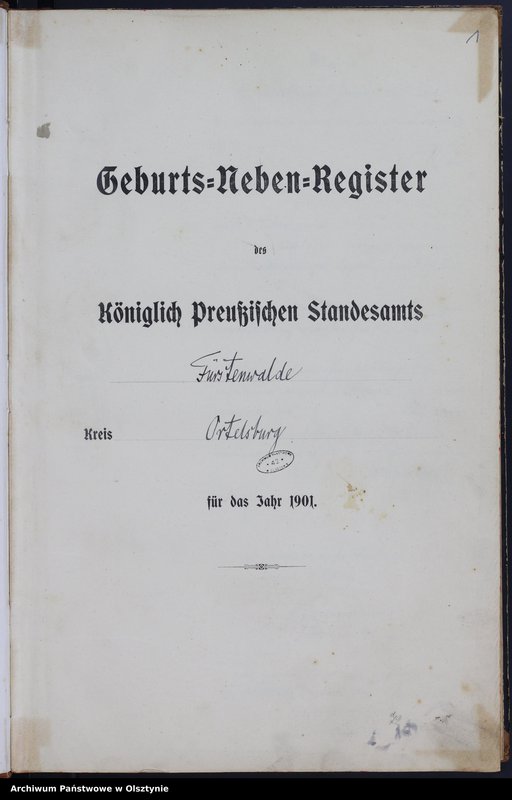 1
Geburts=Neben=Register
des
Königlich Preußischen Standesamts
Fürstenwalde
Kreis Ortelsburg
für das Jahr 1901.
Archiwum Państwowe w Olsztynie